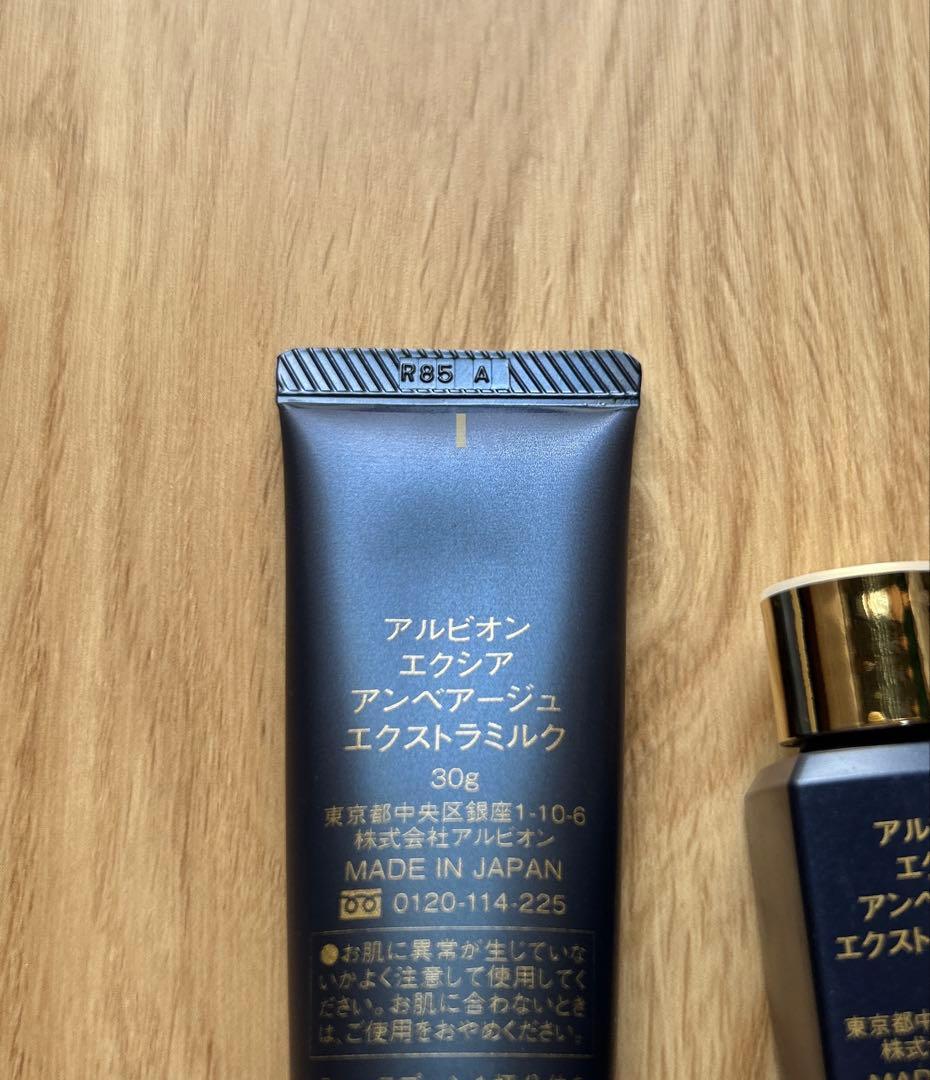 R85 A
アルビオン
エクシア
アンベアージュ
エクストラミルク
30g
東京都中央区銀座1-10-6
株式会社アルビオン
MADE IN JAPAN
0120-114-225
●お肌に異常が生じていな
いかよく注意して使用してく
ださい。お肌に合わないとき
は、ご使用をおやめください。
アル
エク
アンベ
エクスト
東京都中
株式
MAD